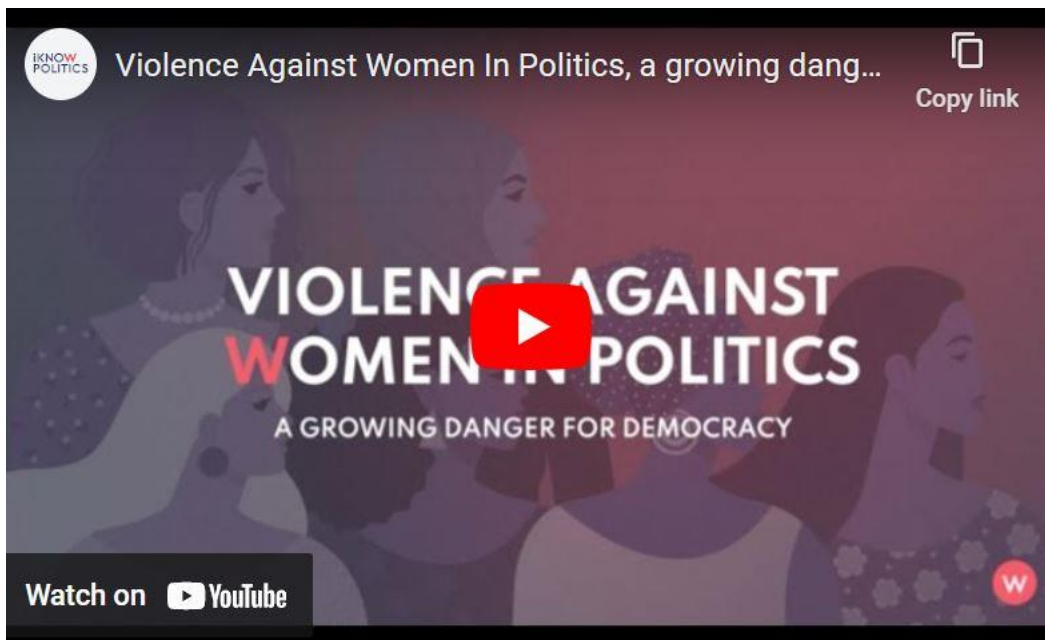 iKNOW
POLITICS
Violence Against Women In Politics, a growing dang...
Copy link
VIOLENCE AGAINST
WOMEN IN POLITICS
A GROWING DANGER FOR DEMOCRACY
Watch on YouTube
W